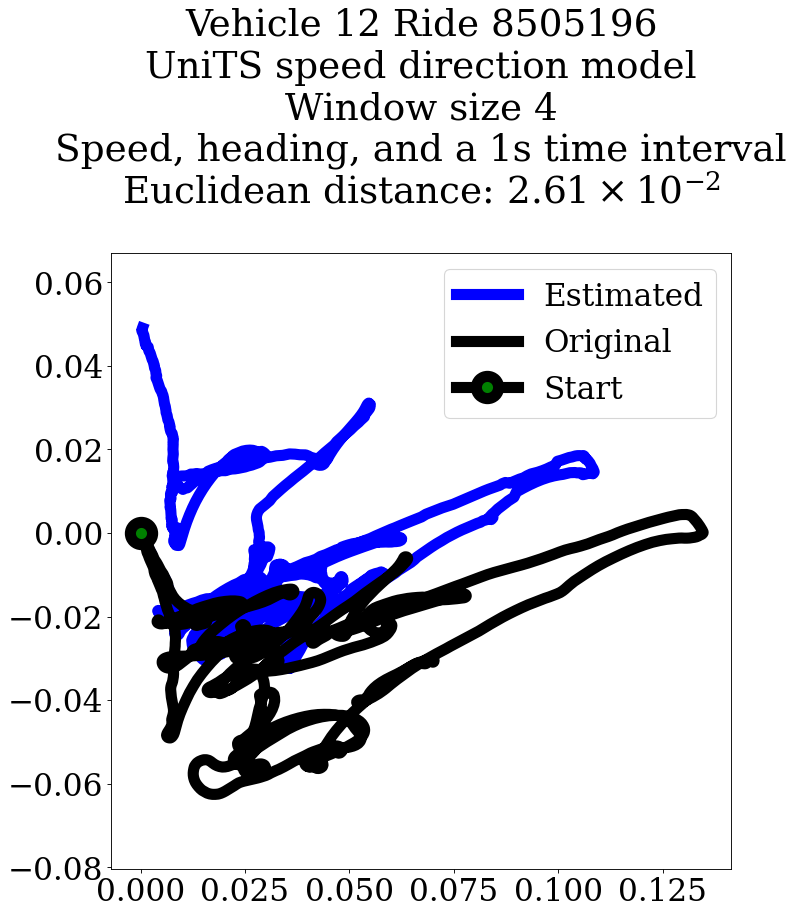 Vehicle 12 Ride 8505196
UniTS speed direction model
Window size 4
Speed, heading, and a 1s time interval
Euclidean distance: 2.61 × 10⁻²
Estimated
Original
Start
0.06
0.04
0.02
0.00
−0.02
−0.04
−0.06
−0.08
0.000 0.025 0.050 0.075 0.100 0.125